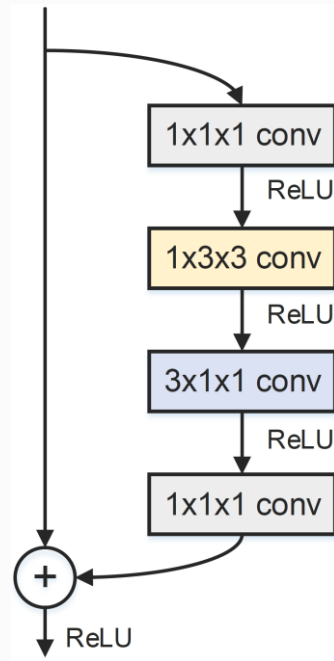 1x1x1 conv
ReLU
1x3x3 conv
ReLU
3x1x1 conv
ReLU
1x1x1 conv
+
ReLU